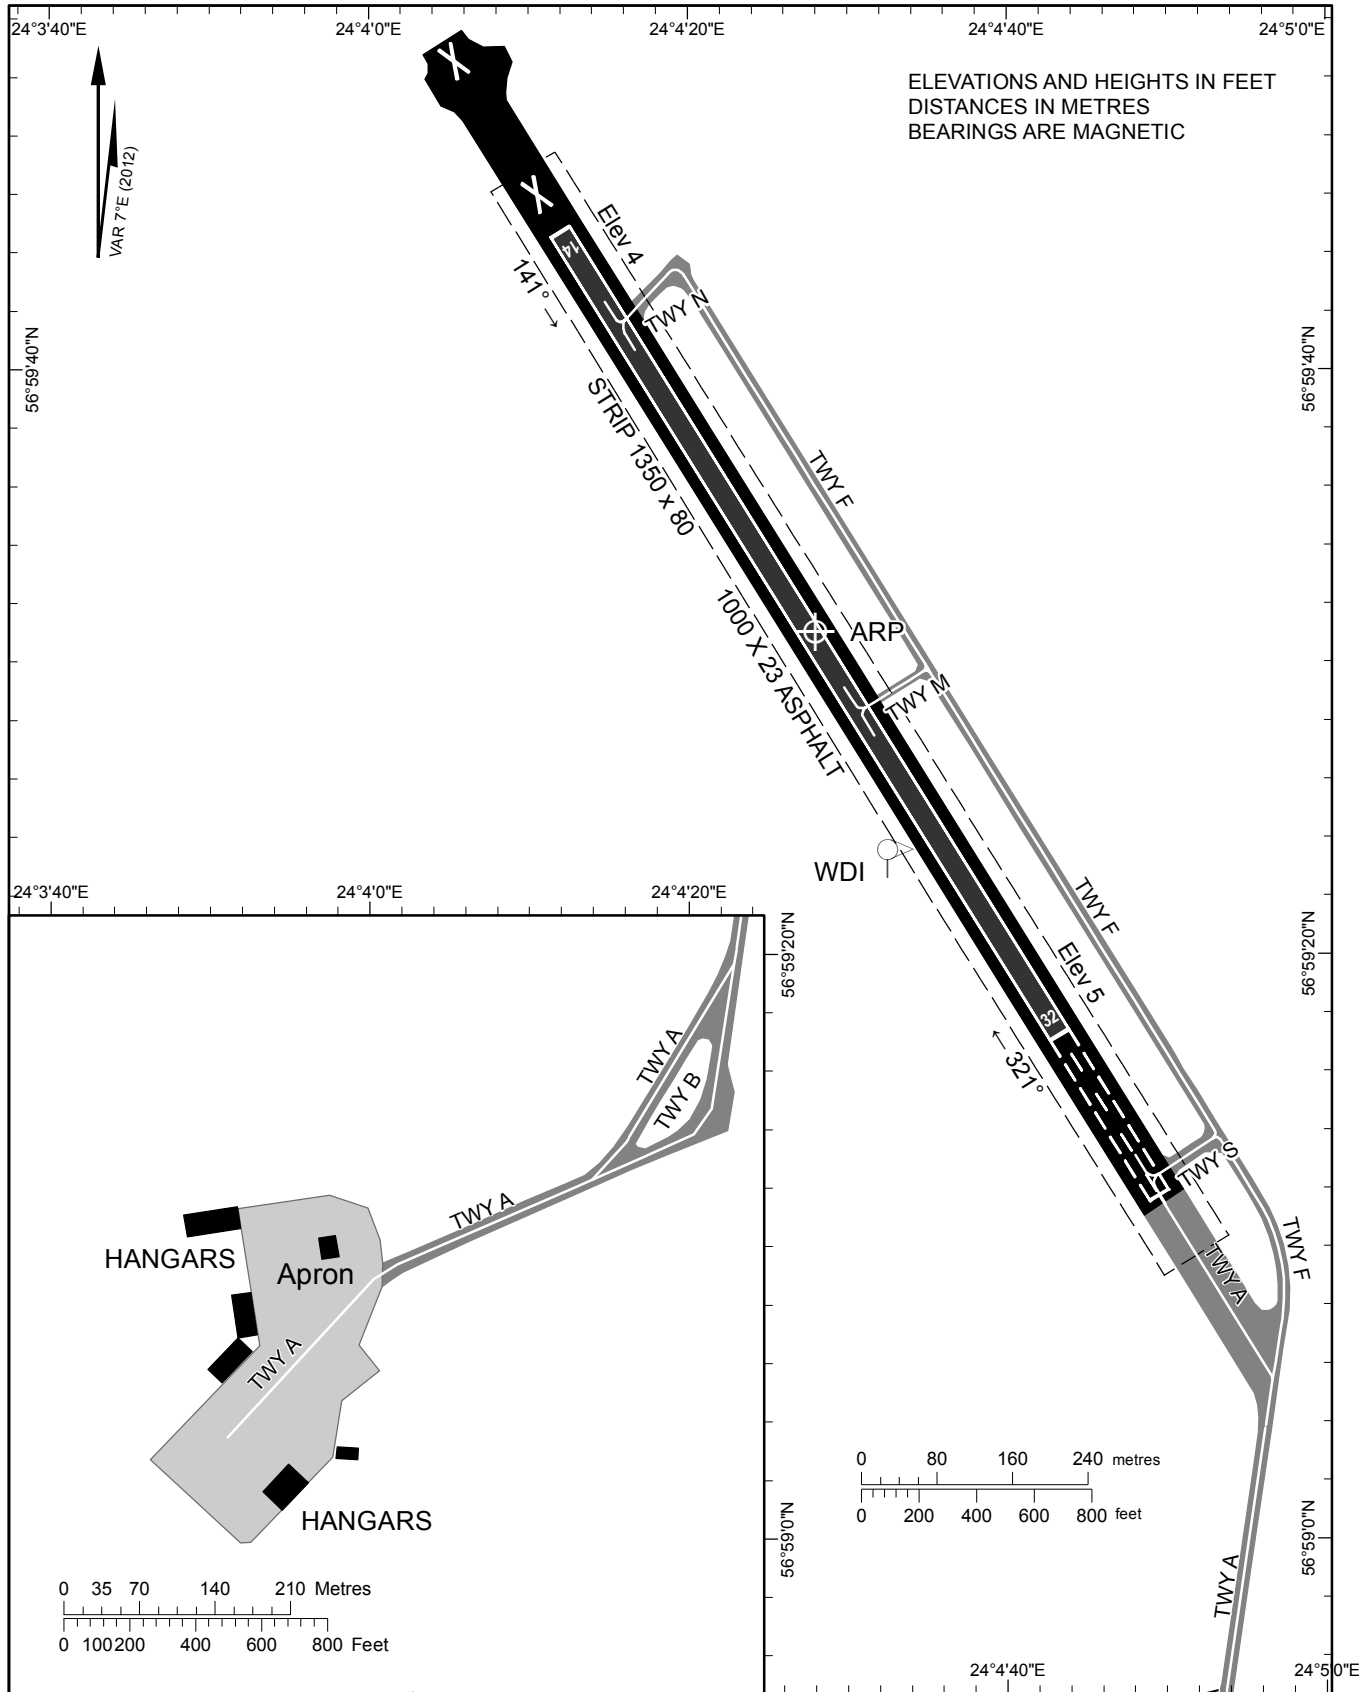 24°3'40"E
24°4'0"E
24°4'20"E
24°4'40"E
24°5'0"E
ELEVATIONS AND HEIGHTS IN FEET
DISTANCES IN METRES
BEARINGS ARE MAGNETIC
VAR 7°E (2012)
X
X
14
Elev 4
141°
TWY N
56°59'40"N
56°59'40"N
STRIP 1350 x 80
TWY F
1000 X 23 ASPHALT
ARP
TWY M
WDI
TWY F
Elev 5
56°59'20"N
56°59'20"N
32
321°
TWY S
TWY F
TWY A
24°3'40"E
24°4'0"E
24°4'20"E
TWY A
TWY B
TWY A
HANGARS
Apron
TWY A
HANGARS
0 35 70 140 210 Metres
0 100 200 400 600 800 Feet
0 80 160 240 metres
0 200 400 600 800 feet
56°59'0"N
56°59'0"N
TWY A
24°4'40"E
24°5'0"E